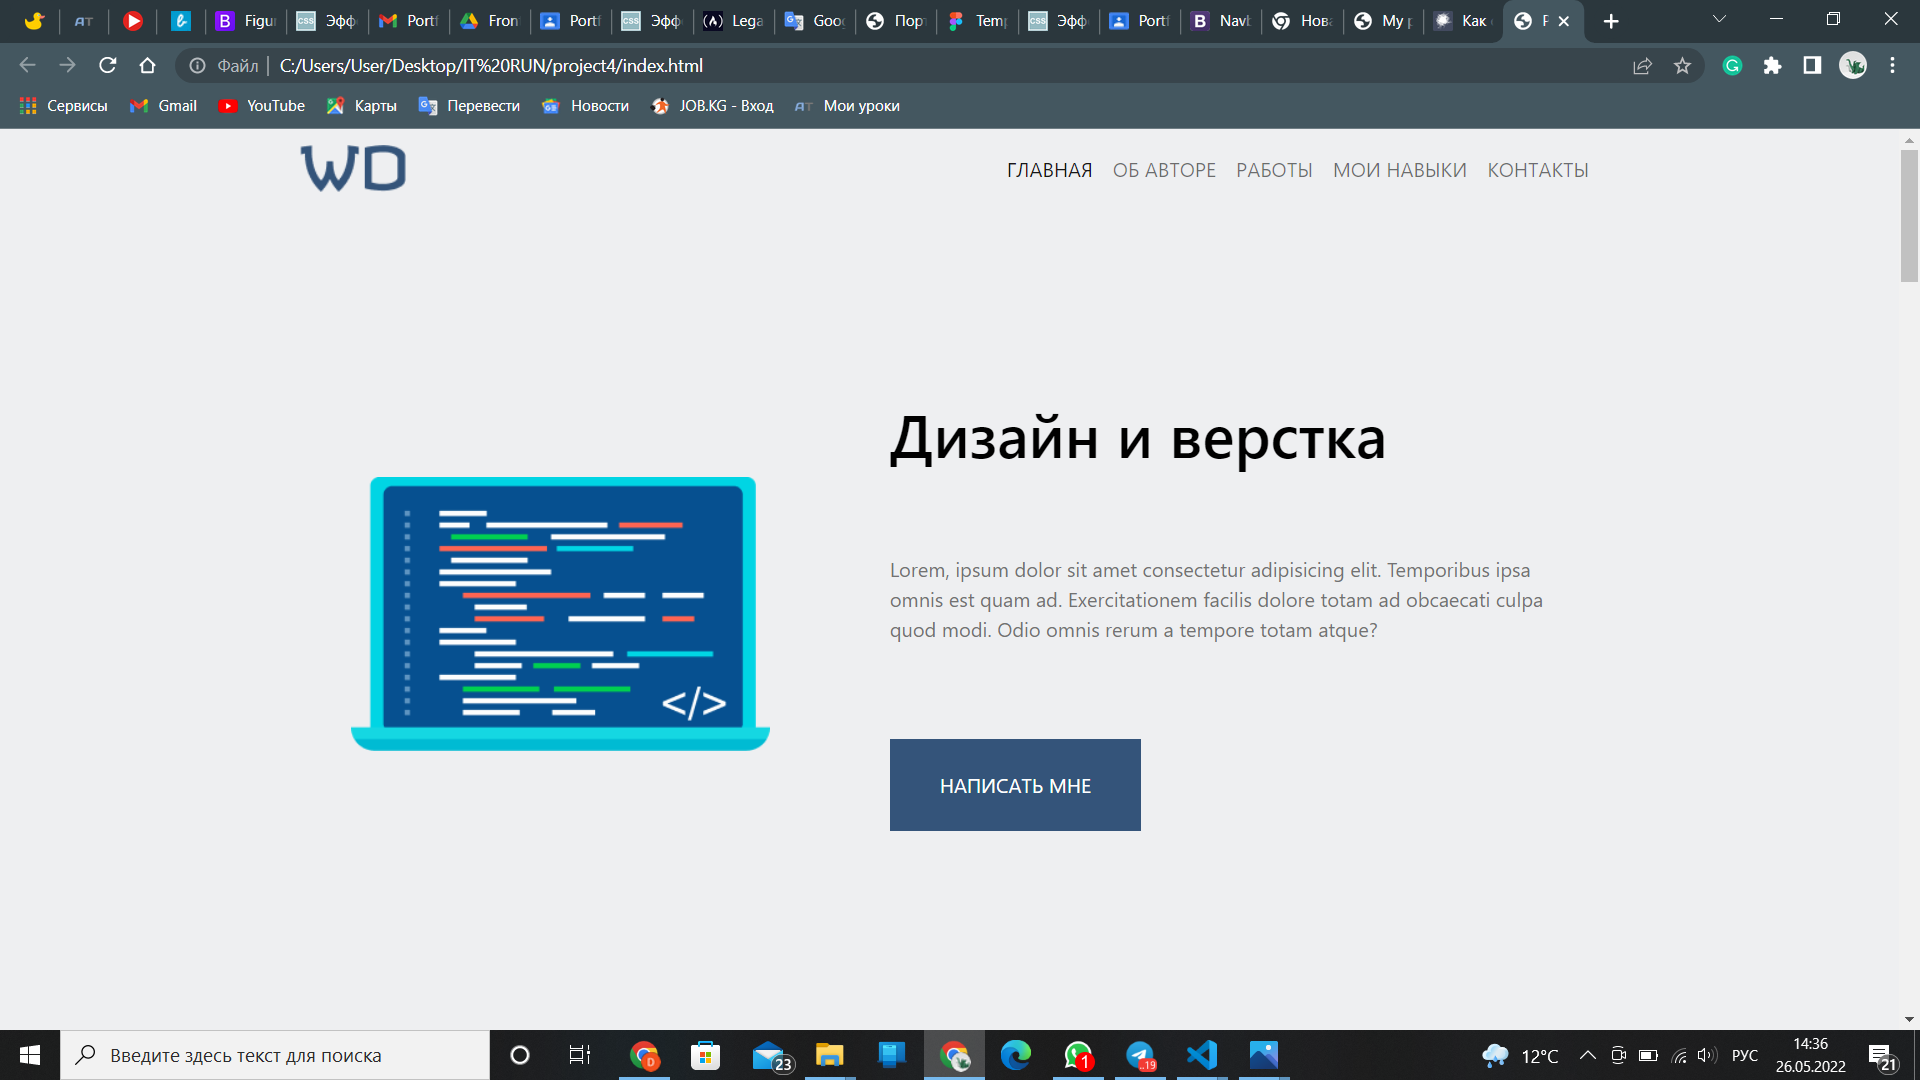 Figu
Эфф
Portf
Fron
Portf
Эфф
Lega
Goo
Пор
Tem
Эфф
Portf
Navb
Нова
My p
Как
Файл | C:/Users/User/Desktop/IT%20RUN/project4/index.html
Сервисы Gmail YouTube Карты Перевести Новости JOB.KG - Вход Мои уроки
WD
ГЛАВНАЯ ОБ АВТОРЕ РАБОТЫ МОИ НАВЫКИ КОНТАКТЫ
Дизайн и верстка
Lorem, ipsum dolor sit amet consectetur adipisicing elit. Temporibus ipsa
omnis est quam ad. Exercitationem facilis dolore totam ad obcaecati culpa
quod modi. Odio omnis rerum a tempore totam atque?
</>
НАПИСАТЬ МНЕ
Введите здесь текст для поиска
23
1
..19
12°C
РУС
14:36
26.05.2022
21